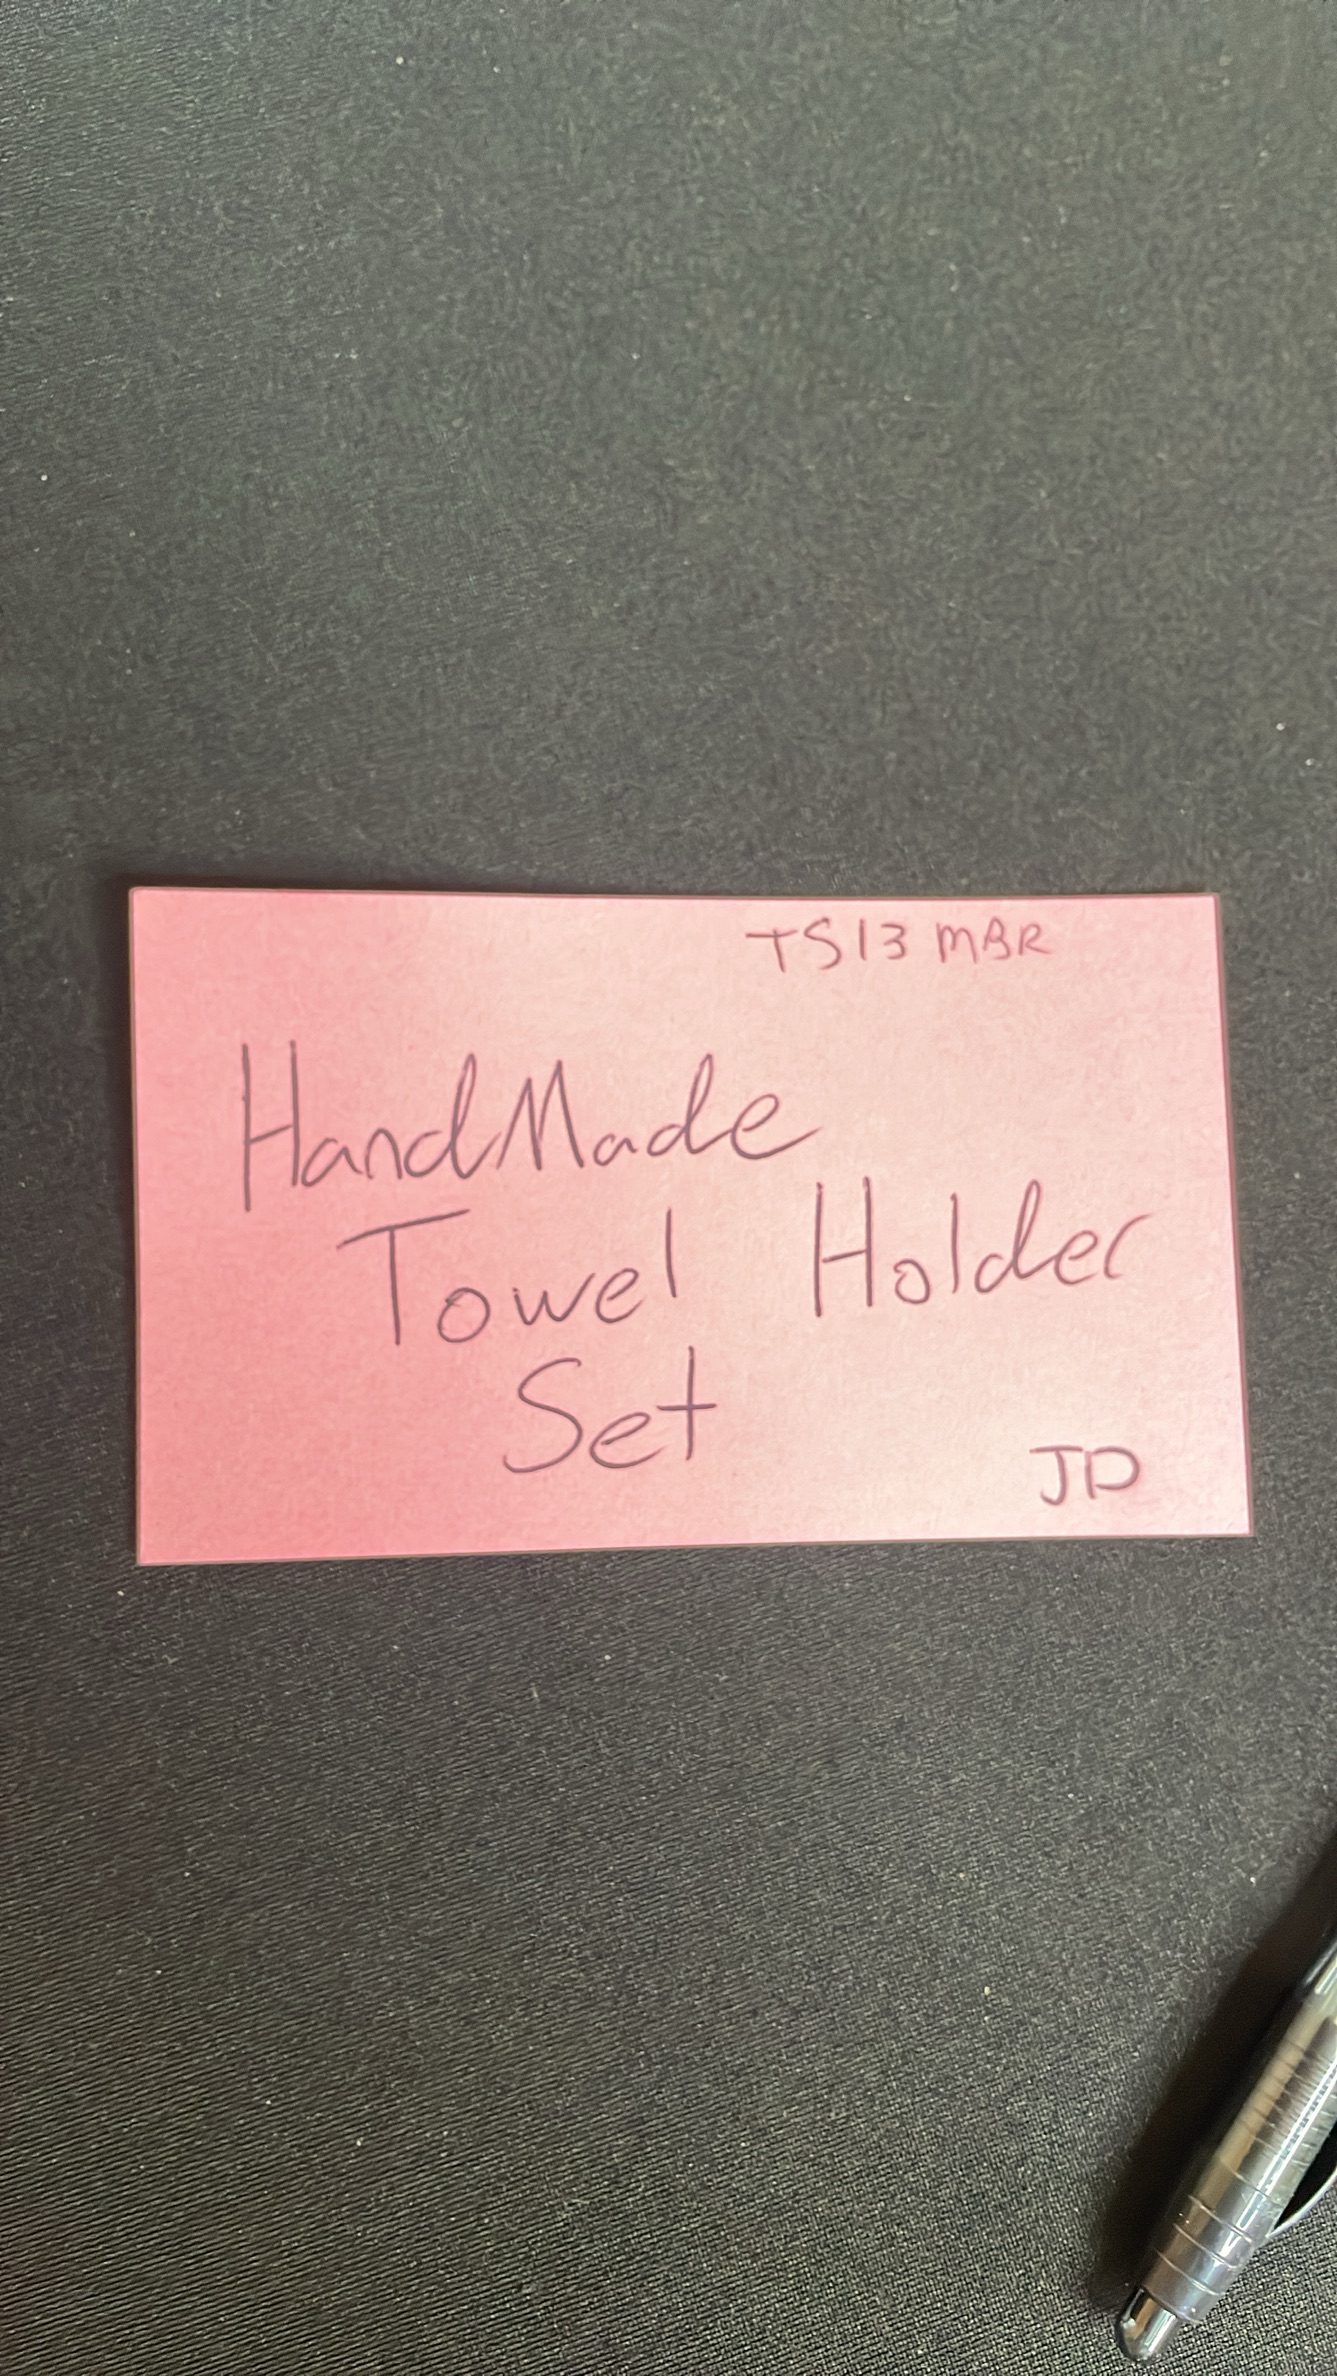 TS13 MBR
HandMade
Towel Holder
Set
JD